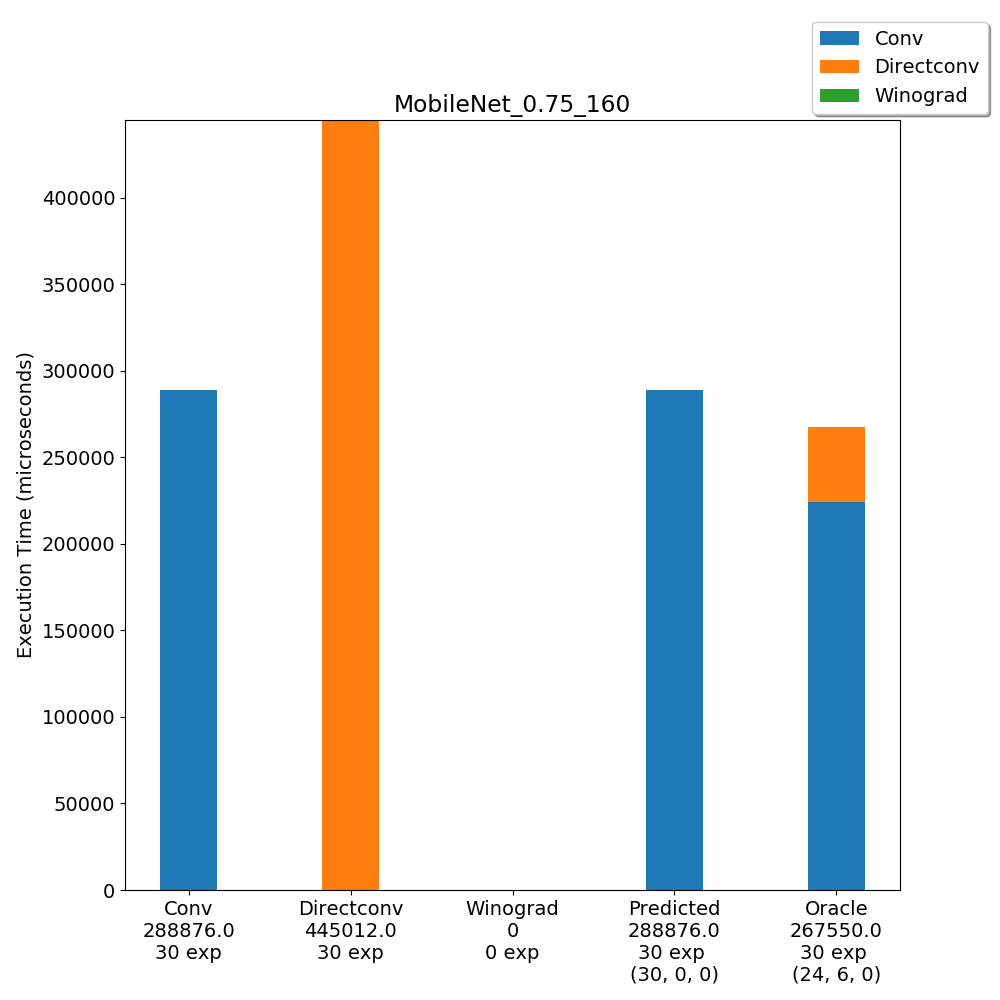 Conv
Directconv
Winograd
MobileNet_0.75_160
Execution Time (microseconds)
400000
350000
300000
250000
200000
150000
100000
50000
0
Conv
288876.0
30 exp
Directconv
445012.0
30 exp
Winograd
0
0 exp
Predicted
288876.0
30 exp
(30, 0, 0)
Oracle
267550.0
30 exp
(24, 6, 0)